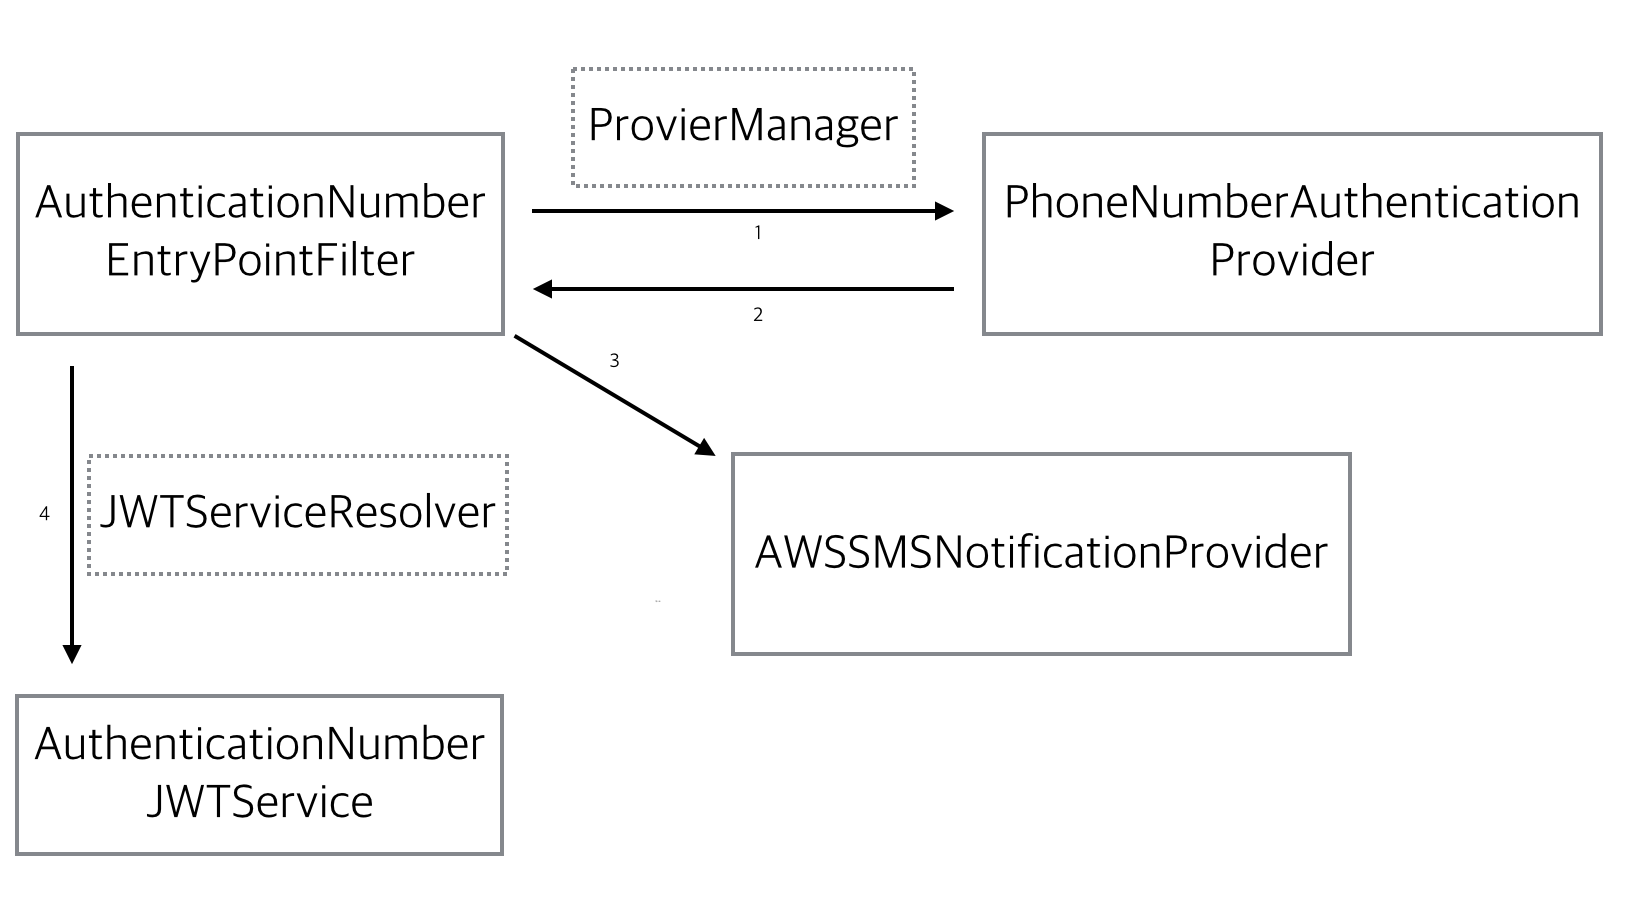 ProvierManager
AuthenticationNumber
EntryPointFilter
PhoneNumberAuthentication
Provider
1
2
3
4
JWTServiceResolver
AWSSMSNotificationProvider
AuthenticationNumber
JWTService